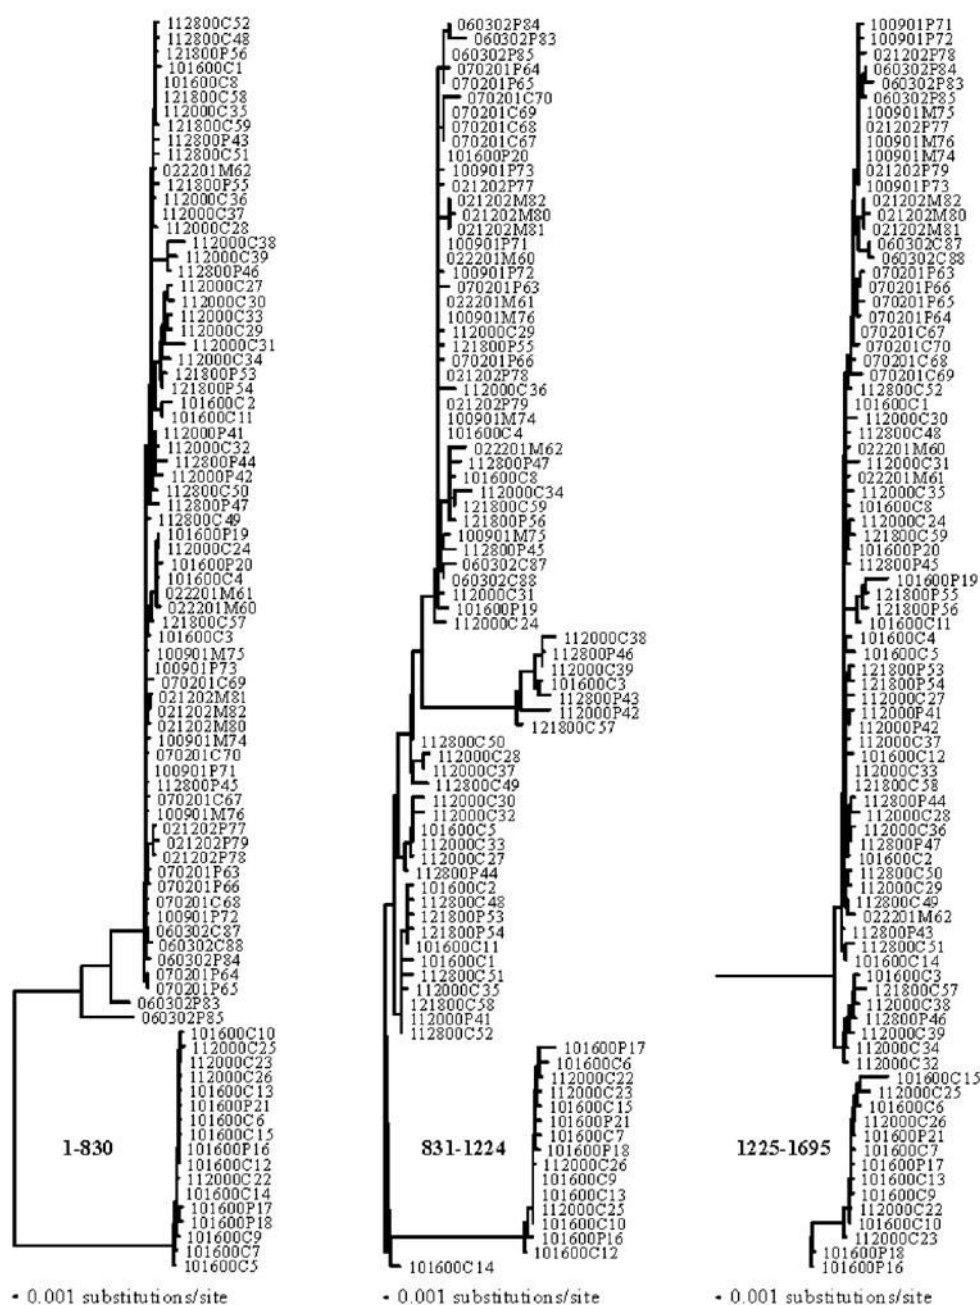 112800C52
112800C48
121800P56
101600C1
101600C8
121800C58
112000C35
121800C59
112800P43
112800C51
022201M62
121800P55
112000C36
112000C37
112000C28
112000C38
112000C39
112800P46
112000C27
112000C30
112000C33
112000C29
112000C31
112000C34
121800P53
121800P54
101600C2
101600C11
112000P41
112000C32
112800P44
112000P42
112800C50
112800P47
112800C49
101600P19
112000C24
101600P20
101600C4
022201M61
022201M60
121800C57
101600C3
100901M75
100901P73
070201C69
021202M81
021202M82
021202M80
100901M74
070201C70
100901P71
112800P45
070201C67
100901M76
021202P77
021202P79
021202P78
070201P63
070201P66
070201C68
100901P72
060302C87
060302C88
060302P84
070201P64
070201P65
060302P83
060302P85
101600C10
112000C25
112000C23
112000C26
101600C13
101600P21
101600C6
101600C15
101600P16
101600C12
112000C22
101600C14
101600P17
101600P18
101600C9
101600C7
101600C5
1-830
- 0.001 substitutions/site
060302P84
060302P83
060302P85
070201P64
070201P65
070201C70
070201C69
070201C68
070201C67
101600P20
100901P73
021202P77
021202M82
021202M80
021202M81
100901P71
022201M60
100901P72
070201P63
022201M61
100901M76
112000C29
121800P55
070201P66
021202P78
112000C36
021202P79
100901M74
101600C4
022201M62
112800P47
101600C8
112000C34
121800C59
121800P56
100901M75
112800P45
060302C87
060302C88
112000C31
101600P19
112000C24
112000C38
112800P46
112000C39
101600C3
112800P43
112000P42
121800C57
112800C50
112000C28
112000C37
112800C49
112000C30
112000C32
101600C5
112000C33
112000C27
112800P44
101600C2
112800C48
121800P53
121800P54
101600C11
101600C1
112800C51
112000C35
121800C58
112000P41
112800C52
101600P17
101600C6
112000C22
112000C23
101600C15
101600P21
101600C7
101600P18
112000C26
101600C9
101600C13
112000C25
101600C10
101600P16
101600C12
101600C14
831-1224
- 0.001 substitutions/site
100901P71
100901P72
021202P78
060302P84
060302P83
060302P85
100901M75
021202P77
100901M76
100901M74
021202P79
100901P73
021202M82
021202M80
021202M81
060302C87
060302C88
070201P63
070201P66
070201P65
070201P64
070201C67
070201C70
070201C68
070201C69
112800C52
101600C1
112000C30
112800C48
022201M60
112000C31
022201M61
112000C35
101600C8
112000C24
121800C59
101600P20
112800P45
101600P19
121800P55
121800P56
101600C11
101600C4
101600C5
121800P53
121800P54
112000C27
112000P41
112000P42
112000C37
101600C12
112000C33
121800C58
112800P44
112000C28
112000C36
112800P47
101600C2
112800C50
112000C29
112800C49
022201M62
112800P43
112800C51
101600C14
101600C3
121800C57
112000C38
112800P46
112000C39
112000C34
112000C32
101600C15
112000C25
101600C6
112000C26
101600P21
101600C7
101600P17
101600C13
101600C9
112000C22
101600C10
112000C23
101600P18
101600P16
1225-1695
- 0.001 substitutions/site